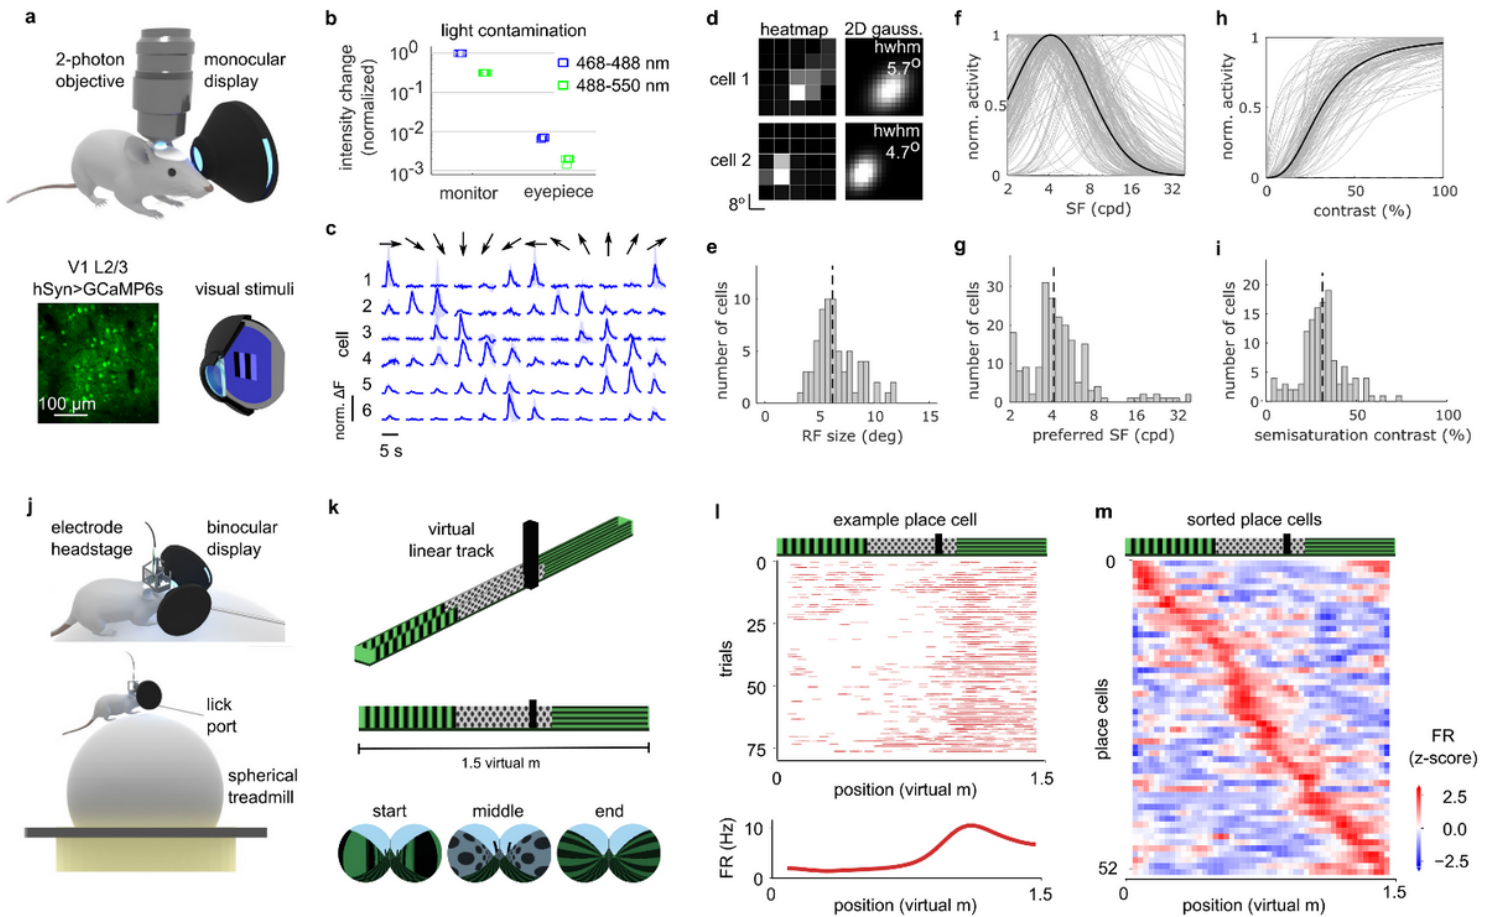 a
2-photon
objective
monocular
display
V1 L2/3
hSyn>GCaMP6s
100 µm
visual stimuli
b
light contamination
intensity change
(normalized)
10⁰
10⁻¹
10⁻²
10⁻³
468-488 nm
488-550 nm
monitor
eyepiece
c
cell
1
2
3
4
5
6
norm. ΔF
5 s
d
heatmap
2D gauss.
cell 1
hwhm
5.7°
cell 2
hwhm
4.7°
8°
e
number of cells
10
5
0
0
5
10
15
RF size (deg)
f
norm. activity
1
0.5
0
2
4
8
16
32
SF (cpd)
g
number of cells
30
20
10
0
2
4
8
16
32
preferred SF (cpd)
h
norm. activity
1
0.5
0
0
50
100
contrast (%)
i
number of cells
20
15
10
5
0
0
50
100
semisaturation contrast (%)
j
electrode
headstage
binocular
display
lick
port
spherical
treadmill
k
virtual
linear track
1.5 virtual m
start
middle
end
l
example place cell
trials
0
25
50
75
0
1.5
position (virtual m)
FR (Hz)
10
0
0
1.5
position (virtual m)
m
sorted place cells
place cells
0
52
0
1.5
position (virtual m)
FR
(z-score)
2.5
0.0
−2.5